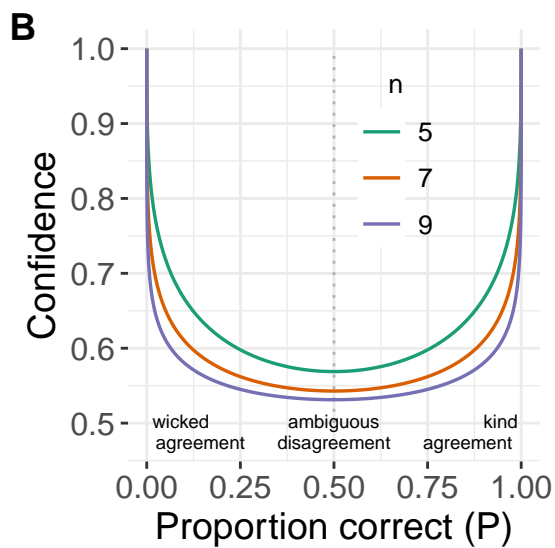 B
Confidence
1.0
0.9
0.8
0.7
0.6
0.5
n
5
7
9
wicked
agreement
ambiguous
disagreement
kind
agreement
0.00 0.25 0.50 0.75 1.00
Proportion correct (P)